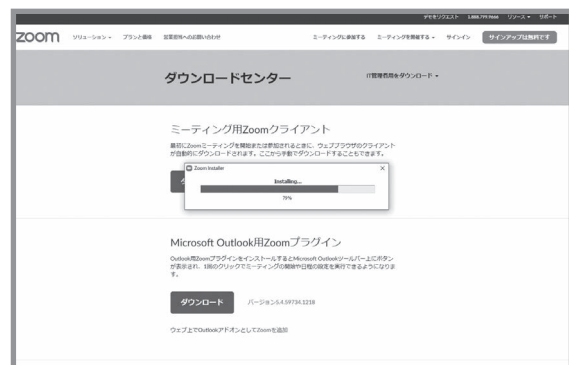 デモをリクエスト 1.888.799.9666 リソース サポート
zoom ソリューション プランと価格 営業担当へのお問い合わせ ミーティングに参加する ミーティングを開催する サインイン サインアップは無料です
ダウンロードセンター IT管理者用をダウンロード
ミーティング用Zoomクライアント
最初にZoomミーティングを開始または参加されるときに、ウェブブラウザのクライアント
が自動的にダウンロードされます。ここから手動でダウンロードすることもできます。
Zoom Installer
Installing...
79%
Microsoft Outlook用Zoomプラグイン
Outlook用ZoomプラグインをインストールするとMicrosoft Outlookツールバー上にボタン
が表示され、1回のクリックでミーティングの開始や日程の設定を実行できるようになりま
す。
ダウンロード バージョン5.4.59734.1218
ウェブ上でOutlookアドオンとしてZoomを追加